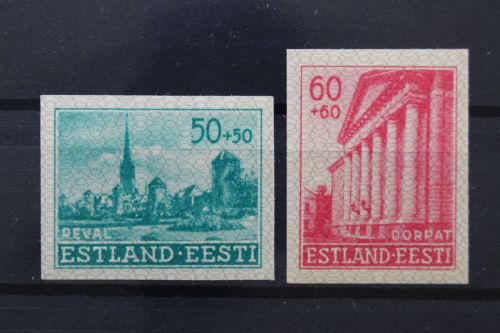 50+50
REVAL
ESTLAND·EESTI
60
+60
DORPAT
ESTLAND·EESTI